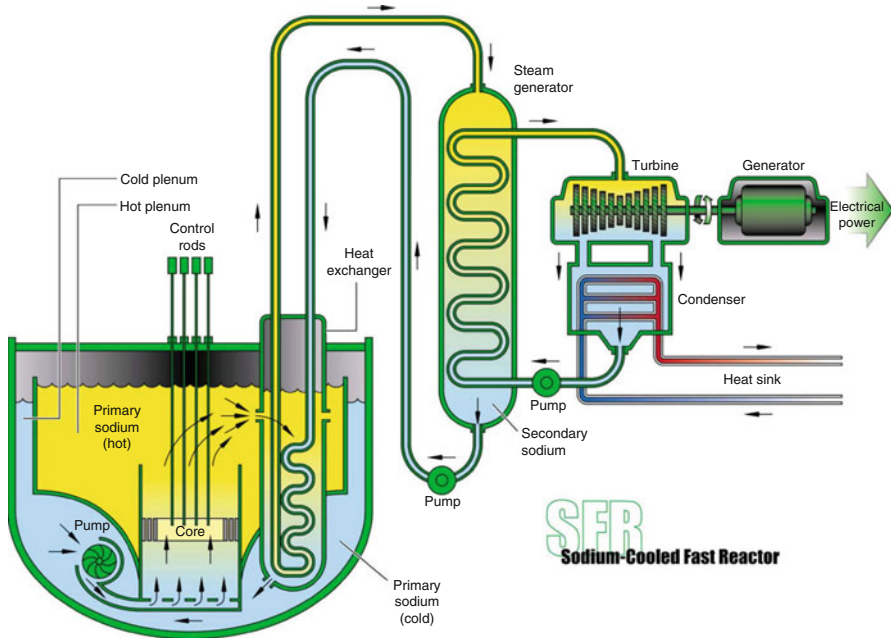 Steam
generator
Turbine
Generator
Cold plenum
Hot plenum
Electrical
power
Control
rods
Heat
exchanger
Condenser
Heat sink
Primary
sodium
(hot)
Pump
Secondary
sodium
Pump
Pump
Core
SFR
Sodium-Cooled Fast Reactor
Primary
sodium
(cold)